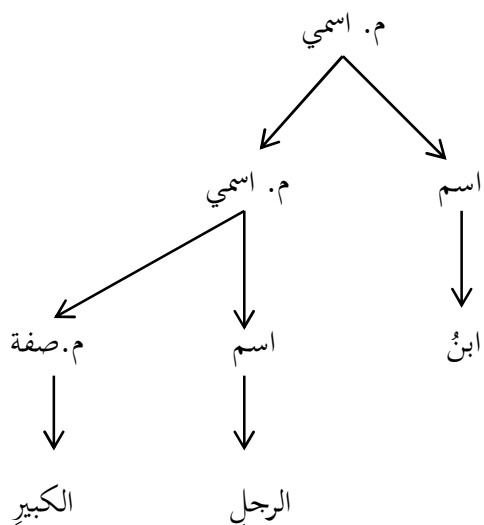 م. اسمي
م. اسمي اسم
م.صفة اسم ابنُ
الكبيرِ الرجلِ